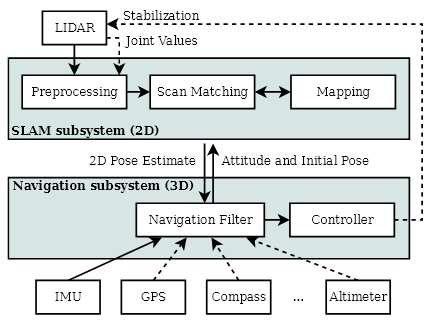 Stabilization
LIDAR
Joint Values
Preprocessing
Scan Matching
Mapping
SLAM subsystem (2D)
2D Pose Estimate
Attitude and Initial Pose
Navigation subsystem (3D)
Navigation Filter
Controller
IMU
GPS
Compass
...
Altimeter